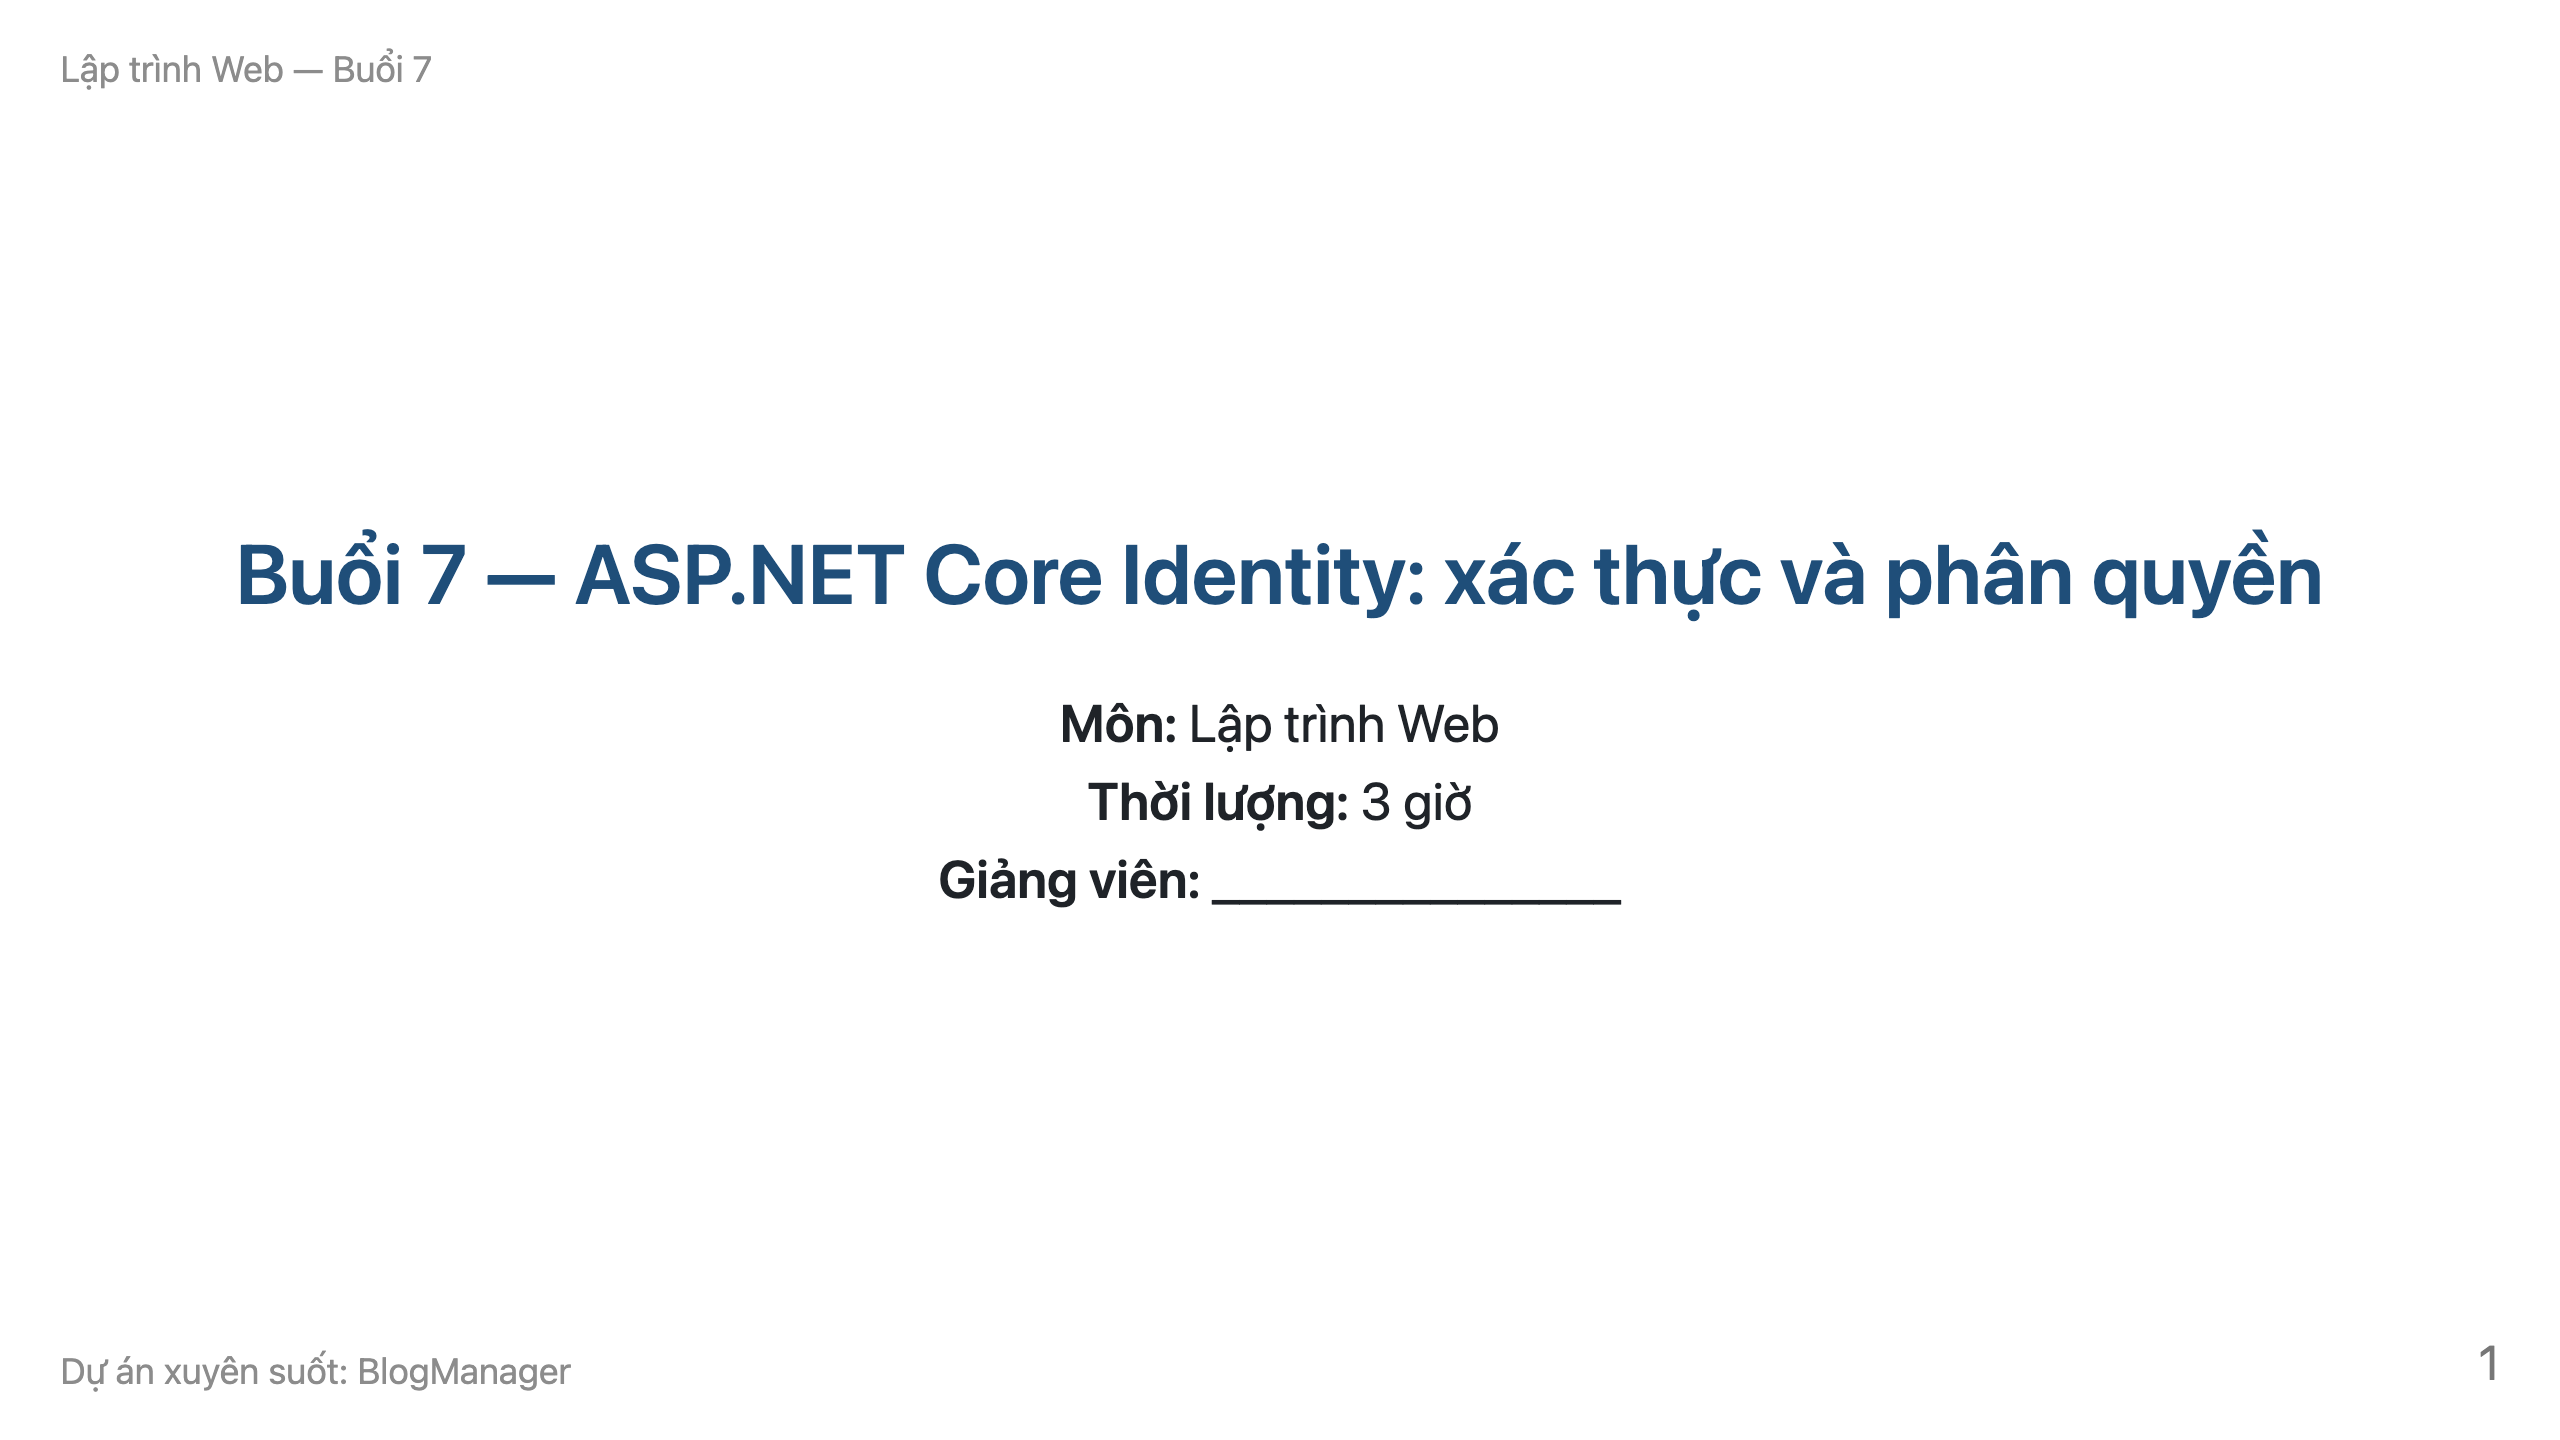 Lập trình Web — Buổi 7
Buổi 7 — ASP.NET Core Identity: xác thực và phân quyền
Môn: Lập trình Web
Thời lượng: 3 giờ
Giảng viên: _______________
Dự án xuyên suốt: BlogManager
1